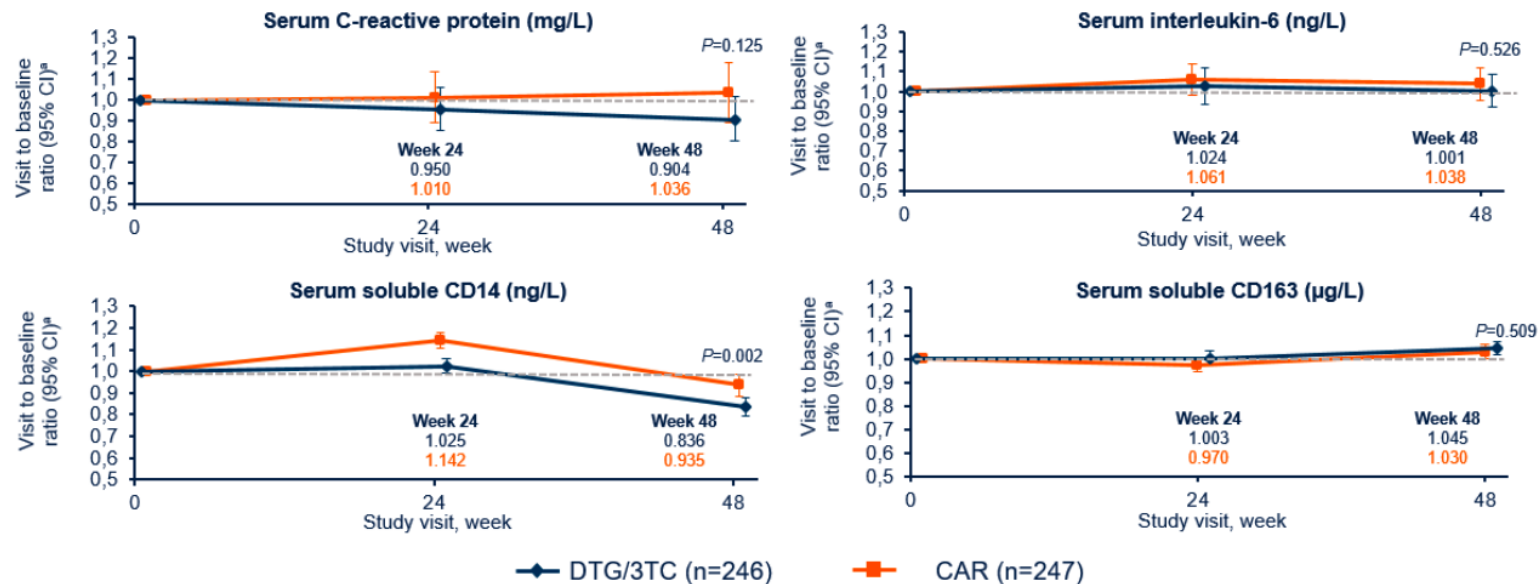 Serum C-reactive protein (mg/L)
Visit to baseline
ratio (95% CI)ª
1,3
1,2
1,1
1,0
0,9
0,8
0,7
0,6
0,5
P=0.125
Week 24
0.950
1.010
Week 48
0.904
1.036
0
24
48
Study visit, week
Serum interleukin-6 (ng/L)
Visit to baseline
ratio (95% CI)ª
1,3
1,2
1,1
1,0
0,9
0,8
0,7
0,6
0,5
P=0.526
Week 24
1.024
1.061
Week 48
1.001
1.038
0
24
48
Study visit, week
Serum soluble CD14 (ng/L)
Visit to baseline
ratio (95% CI)ª
1,3
1,2
1,1
1,0
0,9
0,8
0,7
0,6
0,5
P=0.002
Week 24
1.025
1.142
Week 48
0.836
0.935
0
24
48
Study visit, week
Serum soluble CD163 (µg/L)
Visit to baseline
ratio (95% CI)ª
1,3
1,2
1,1
1,0
0,9
0,8
0,7
0,6
0,5
P=0.509
Week 24
1.003
0.970
Week 48
1.045
1.030
0
24
48
Study visit, week
DTG/3TC (n=246)
CAR (n=247)